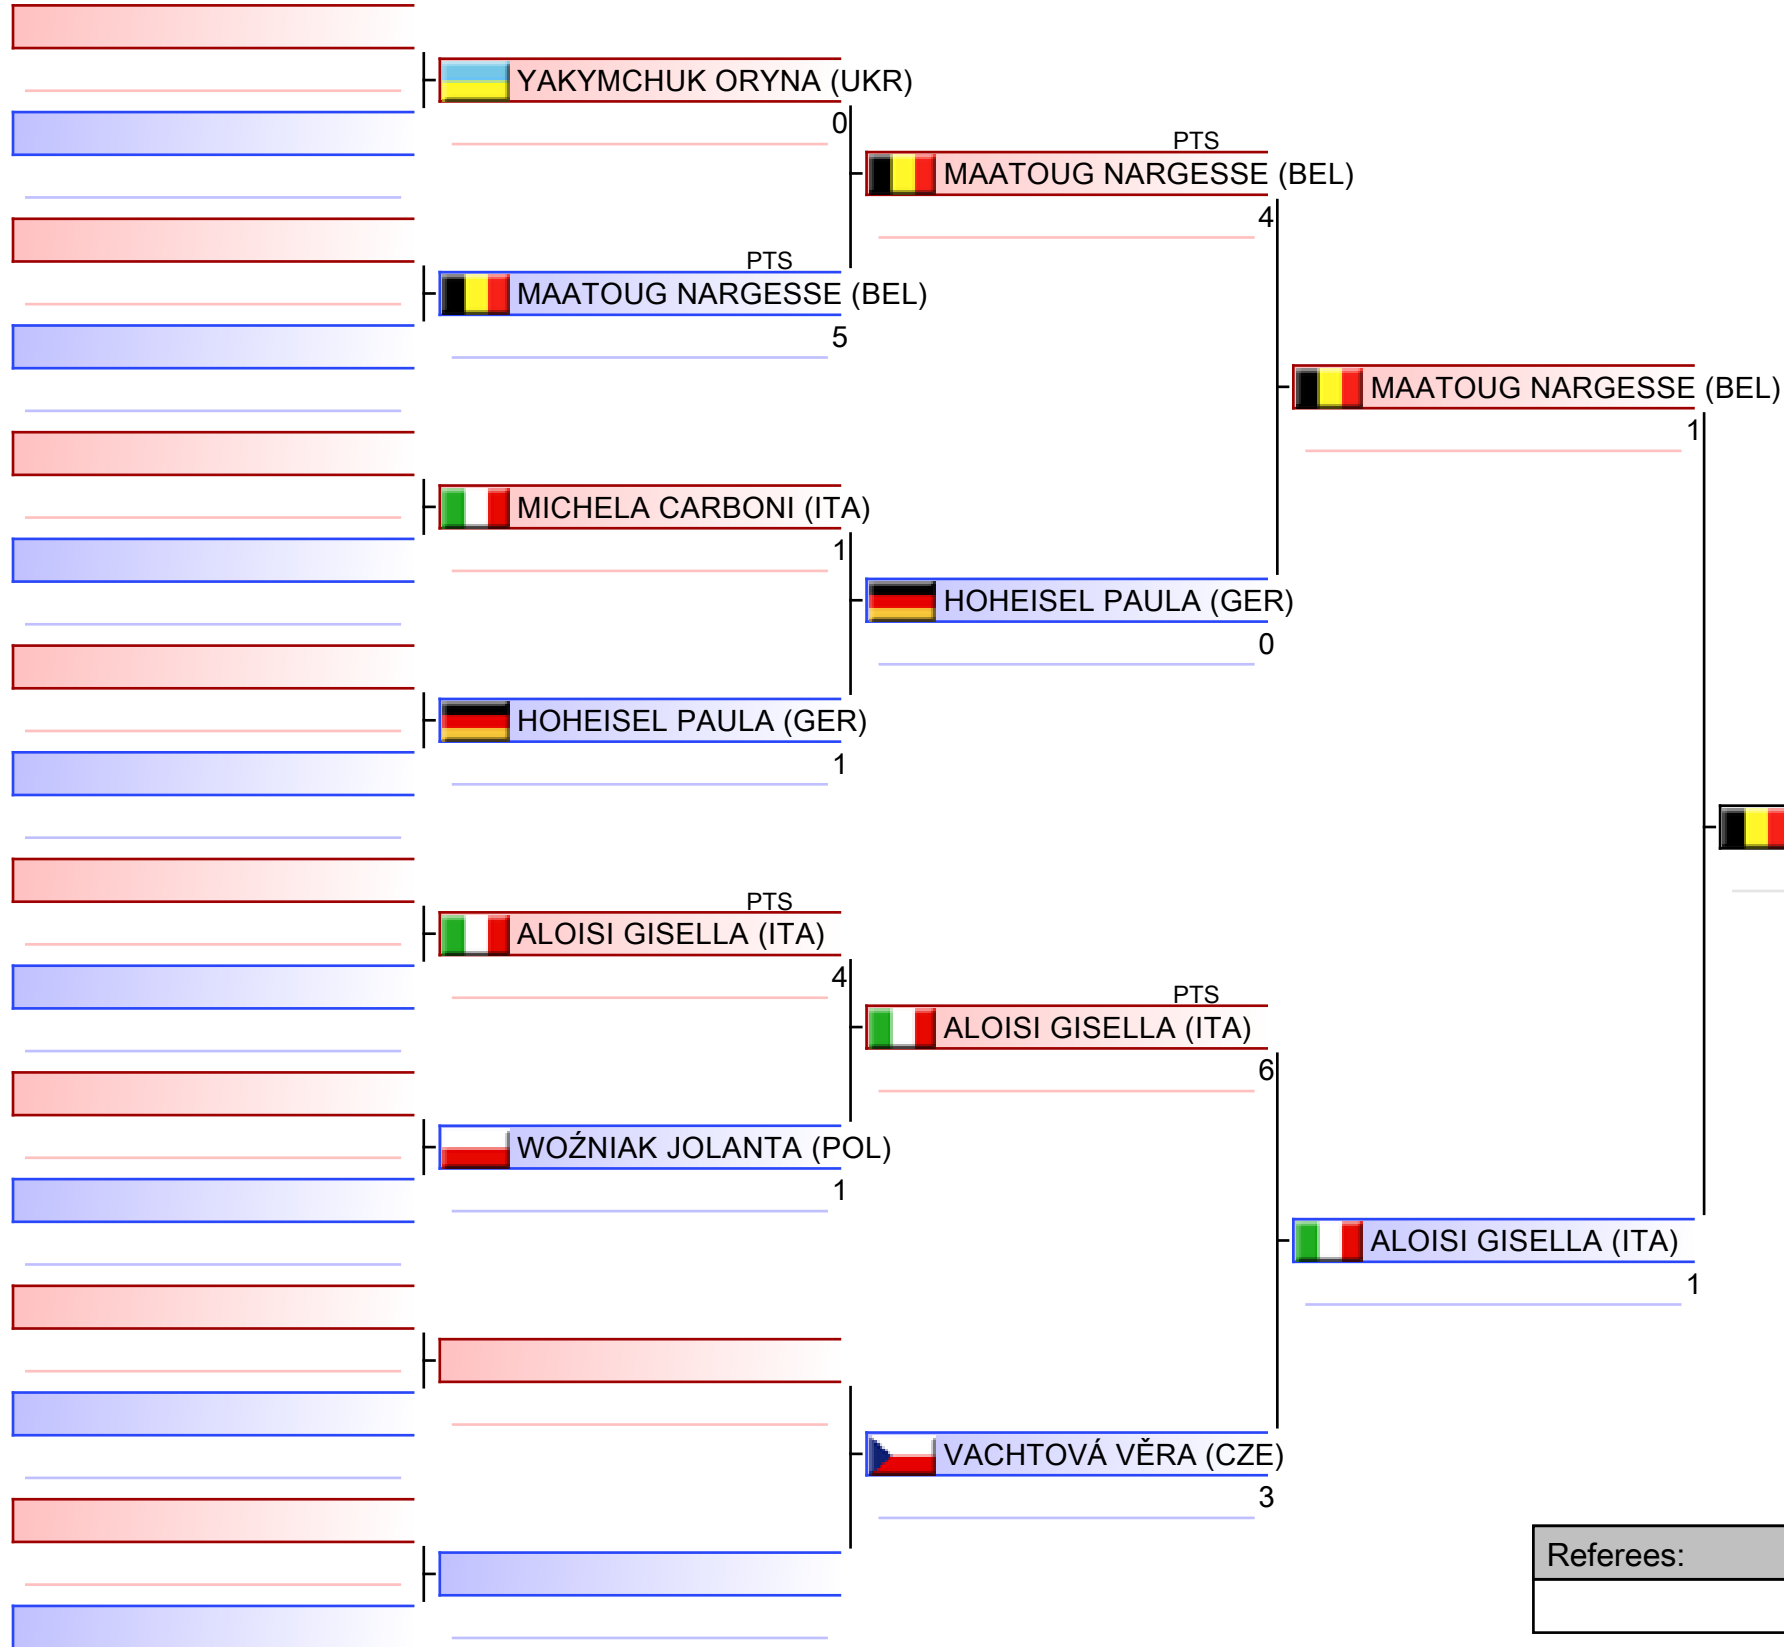 YAKYMCHUK ORYNA (UKR)
0
PTS
MAATOUG NARGESSE (BEL)
4
PTS
MAATOUG NARGESSE (BEL)
5
MAATOUG NARGESSE (BEL)
1
MICHELA CARBONI (ITA)
1
HOHEISEL PAULA (GER)
0
HOHEISEL PAULA (GER)
1
PTS
ALOISI GISELLA (ITA)
4
PTS
ALOISI GISELLA (ITA)
6
WOŹNIAK JOLANTA (POL)
1
ALOISI GISELLA (ITA)
1
VACHTOVÁ VĚRA (CZE)
3
Referees: